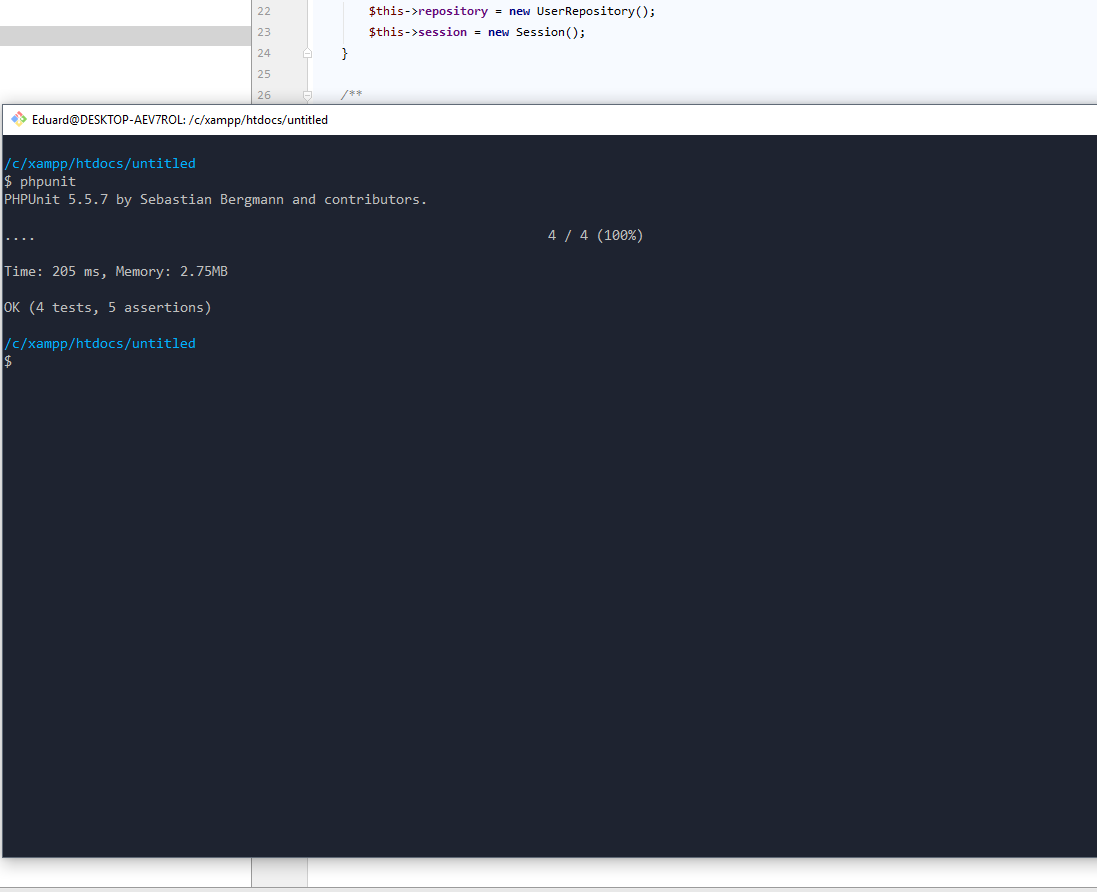 22 $this->repository = new UserRepository();
23 $this->session = new Session();
24 }
25
26 /**
Eduard@DESKTOP-AEV7ROL: /c/xampp/htdocs/untitled
/c/xampp/htdocs/untitled
$ phpunit
PHPUnit 5.5.7 by Sebastian Bergmann and contributors.
.... 4 / 4 (100%)
Time: 205 ms, Memory: 2.75MB
OK (4 tests, 5 assertions)
/c/xampp/htdocs/untitled
$